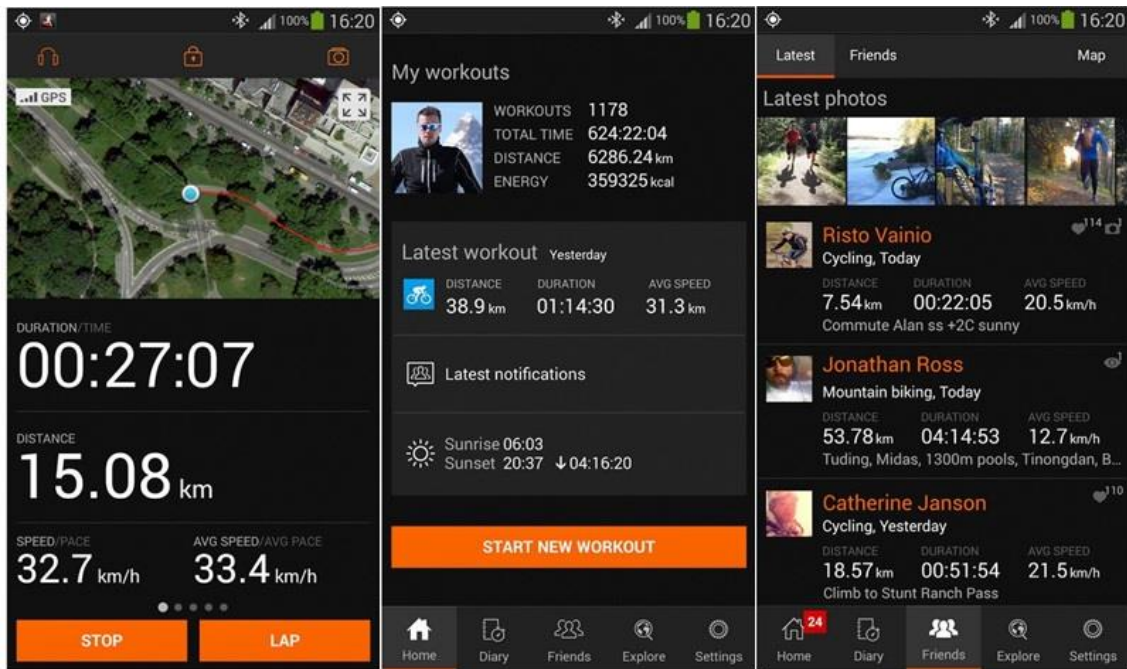 100% 16:20
GPS
DURATION/TIME
00:27:07
DISTANCE
15.08 km
SPEED/PACE AVG SPEED/AVG PACE
32.7 km/h 33.4 km/h
STOP LAP
100% 16:20
My workouts
WORKOUTS 1178
TOTAL TIME 624:22:04
DISTANCE 6286.24 km
ENERGY 359325 kcal
Latest workout Yesterday
DISTANCE DURATION AVG SPEED
38.9 km 01:14:30 31.3 km
Latest notifications
Sunrise 06:03
Sunset 20:37 ↓04:16:20
START NEW WORKOUT
Home Diary Friends Explore Settings
100% 16:20
Latest Friends Map
Latest photos
Risto Vainio 114 1
Cycling, Today
DISTANCE DURATION AVG SPEED
7.54 km 00:22:05 20.5 km/h
Commute Alan ss +2C sunny
Jonathan Ross 1
Mountain biking, Today
DISTANCE DURATION AVG SPEED
53.78 km 04:14:53 12.7 km/h
Tuding, Midas, 1300m pools, Tinongdan, B...
Catherine Janson 110
Cycling, Yesterday
DISTANCE DURATION AVG SPEED
18.57 km 00:51:54 21.5 km/h
Climb to Stunt Ranch Pass
24
Home Diary Friends Explore Settings